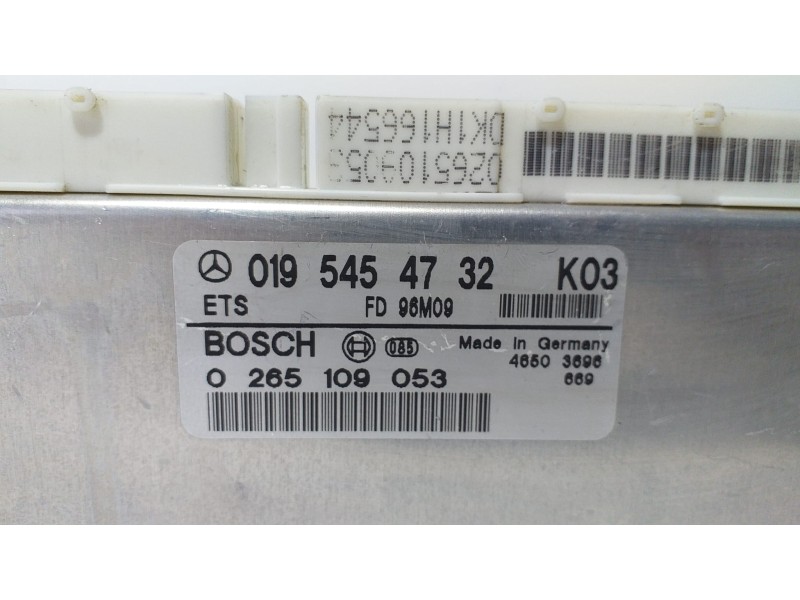 DK1H166544
0265109053
019 545 47 32 K03
ETS FD 96M09
BOSCH 085 Made in Germany
0 265 109 053 4650 3696
669